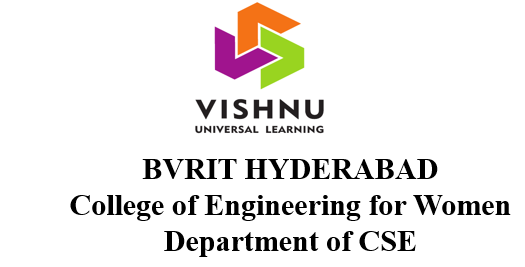 VISHNU
UNIVERSAL LEARNING
BVRIT HYDERABAD
College of Engineering for Women
Department of CSE